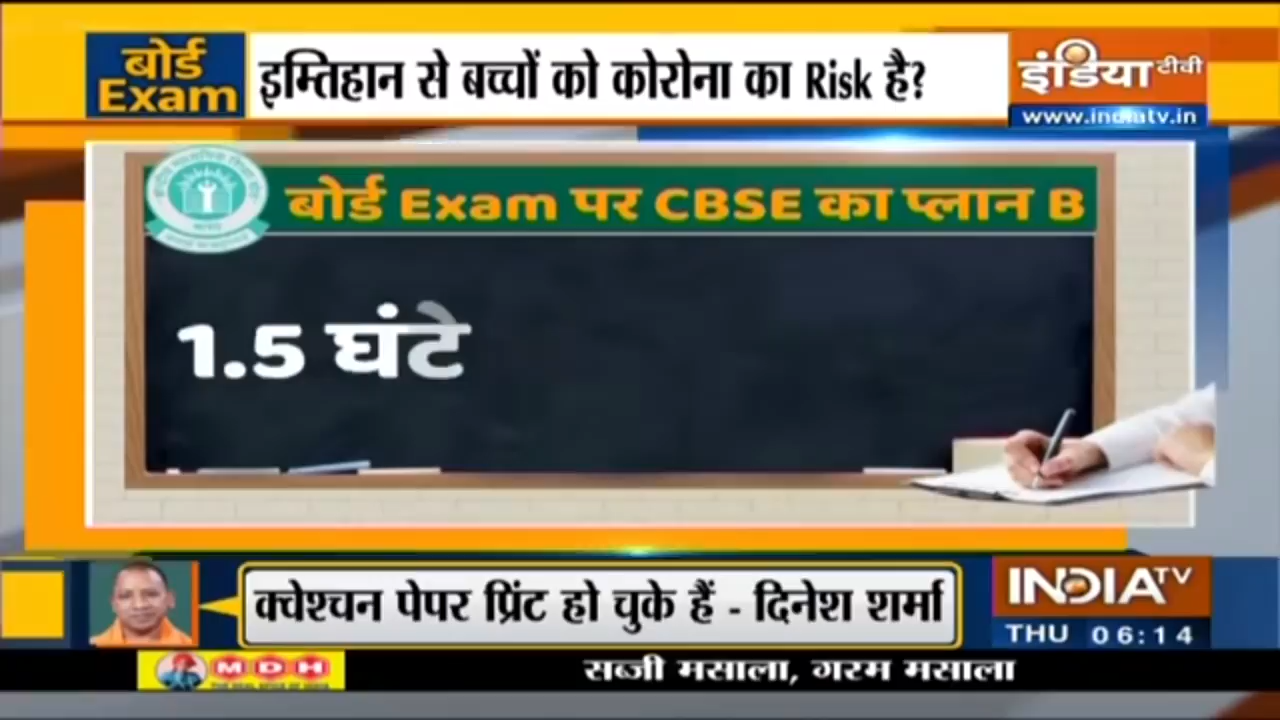 बोर्ड
Exam
इम्तिहान से बच्चों को कोरोना का Risk है?
इंडिया टीवी
www.indiatv.in
बोर्ड Exam पर CBSE का प्लान B
1.5 घंटे
क्वेश्चन पेपर प्रिंट हो चुके हैं - दिनेश शर्मा
INDIA TV
THU 06:14
MDH
सब्जी मसाला, गरम मसाला